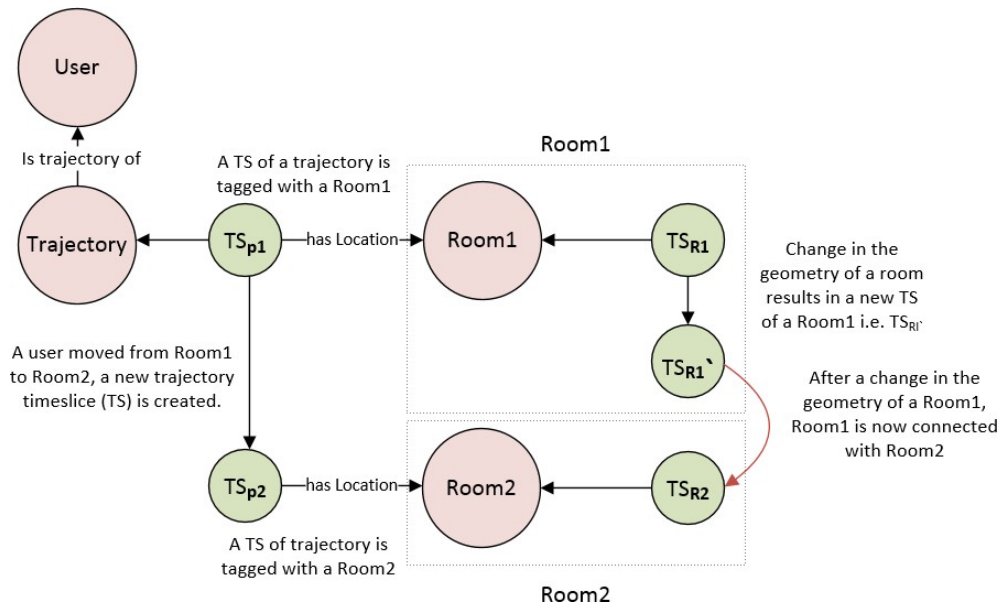 User
Is trajectory of
Trajectory
A TS of a trajectory is
tagged with a Room1
TSp1
has Location
Room1
Room1
TSR1
Change in the
geometry of a room
results in a new TS
of a Room1 i.e. TSRI`
TSR1`
A user moved from Room1
to Room2, a new trajectory
timeslice (TS) is created.
After a change in the
geometry of a Room1,
Room1 is now connected
with Room2
TSp2
has Location
Room2
TSR2
A TS of trajectory is
tagged with a Room2
Room2